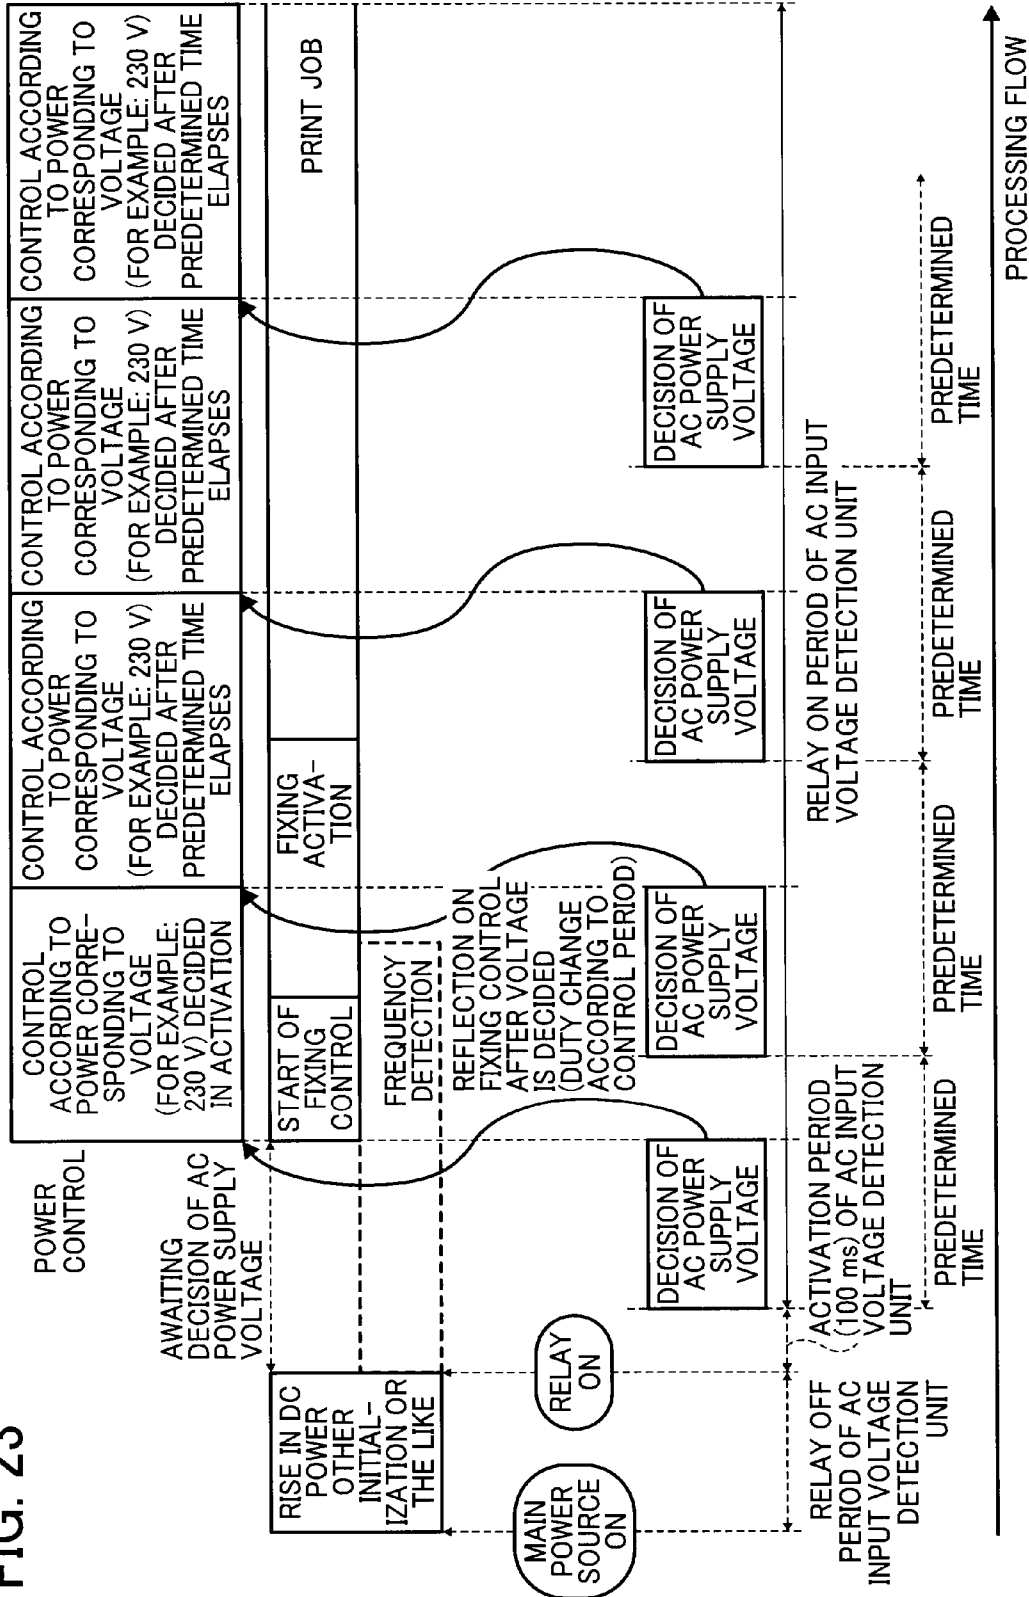 FIG. 23
POWER
CONTROL
CONTROL
ACCORDING TO
POWER CORRE-
SPONDING TO
VOLTAGE
(FOR EXAMPLE:
230 V) DECIDED
IN ACTIVATION
CONTROL ACCORDING
TO POWER
CORRESPONDING TO
VOLTAGE
(FOR EXAMPLE: 230 V)
DECIDED AFTER
PREDETERMINED TIME
ELAPSES
CONTROL ACCORDING
TO POWER
CORRESPONDING TO
VOLTAGE
(FOR EXAMPLE: 230 V)
DECIDED AFTER
PREDETERMINED TIME
ELAPSES
CONTROL ACCORDING
TO POWER
CORRESPONDING TO
VOLTAGE
(FOR EXAMPLE: 230 V)
DECIDED AFTER
PREDETERMINED TIME
ELAPSES
AWAITING
DECISION OF AC
POWER SUPPLY
VOLTAGE
RISE IN DC
POWER
OTHER
INITIAL-
IZATION OR
THE LIKE
START OF
FIXING
CONTROL
FIXING
ACTIVA-
TION
PRINT JOB
FREQUENCY
DETECTION
REFLECTION ON
FIXING CONTROL
AFTER VOLTAGE
IS DECIDED
(DUTY CHANGE
ACCORDING TO
CONTROL PERIOD)
MAIN
POWER
SOURCE
ON
RELAY
ON
DECISION OF
AC POWER
SUPPLY
VOLTAGE
DECISION OF
AC POWER
SUPPLY
VOLTAGE
DECISION OF
AC POWER
SUPPLY
VOLTAGE
DECISION OF
AC POWER
SUPPLY
VOLTAGE
RELAY OFF
PERIOD OF AC
INPUT VOLTAGE
DETECTION
UNIT
ACTIVATION PERIOD
(100 ms) OF AC INPUT
VOLTAGE DETECTION
UNIT
RELAY ON PERIOD OF AC INPUT
VOLTAGE DETECTION UNIT
PREDETERMINED
TIME
PREDETERMINED
TIME
PREDETERMINED
TIME
PREDETERMINED
TIME
PROCESSING FLOW